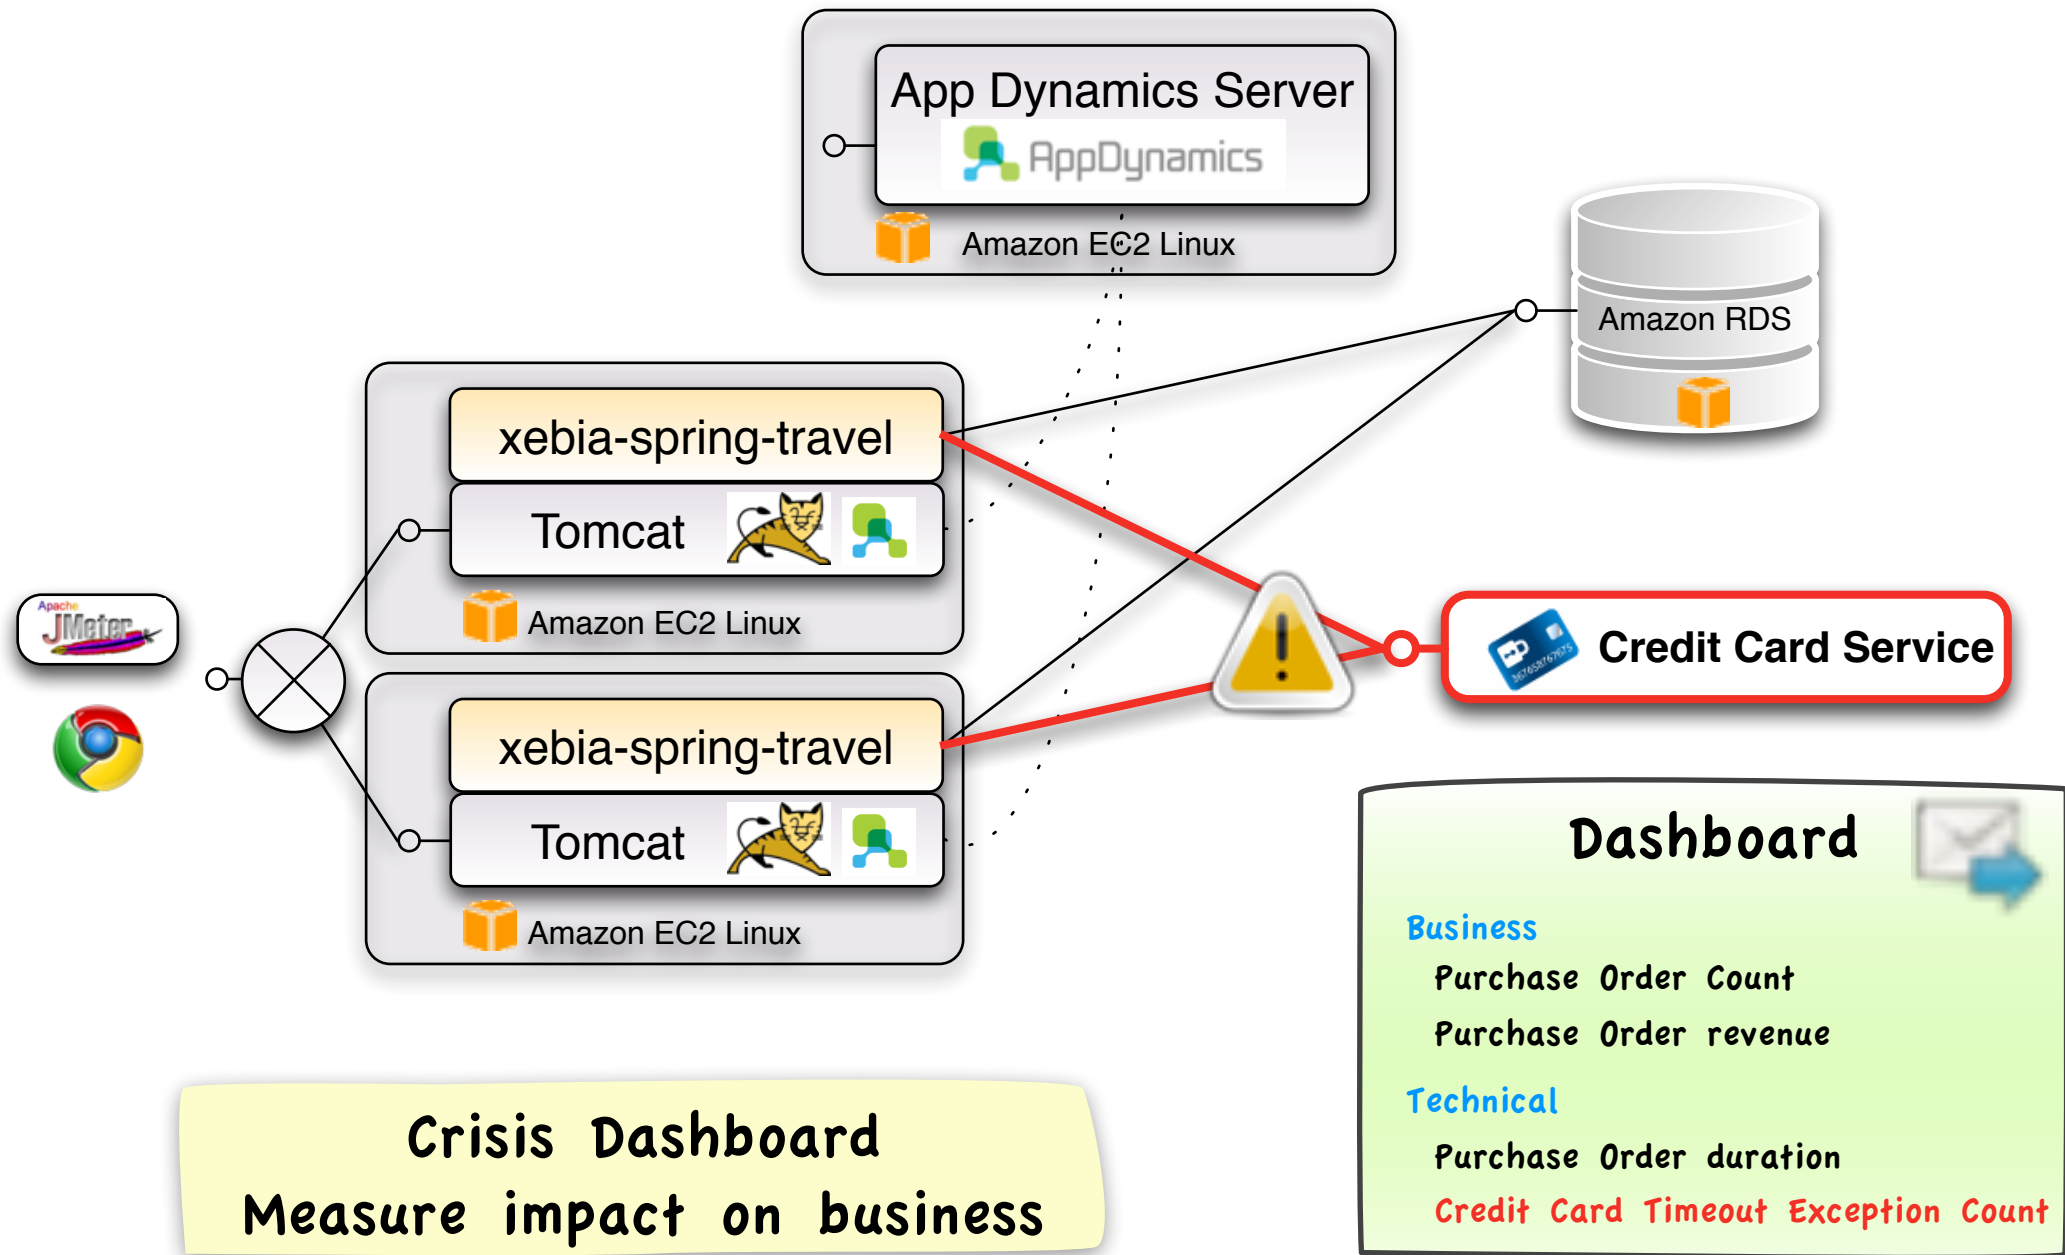 App Dynamics Server
AppDynamics
Amazon EC2 Linux
Amazon RDS
xebia-spring-travel
Tomcat
Amazon EC2 Linux
Apache
JMeter
xebia-spring-travel
Tomcat
Amazon EC2 Linux
Credit Card Service
Dashboard
Business
Purchase Order Count
Purchase Order revenue
Technical
Purchase Order duration
Credit Card Timeout Exception Count
Crisis Dashboard
Measure impact on business